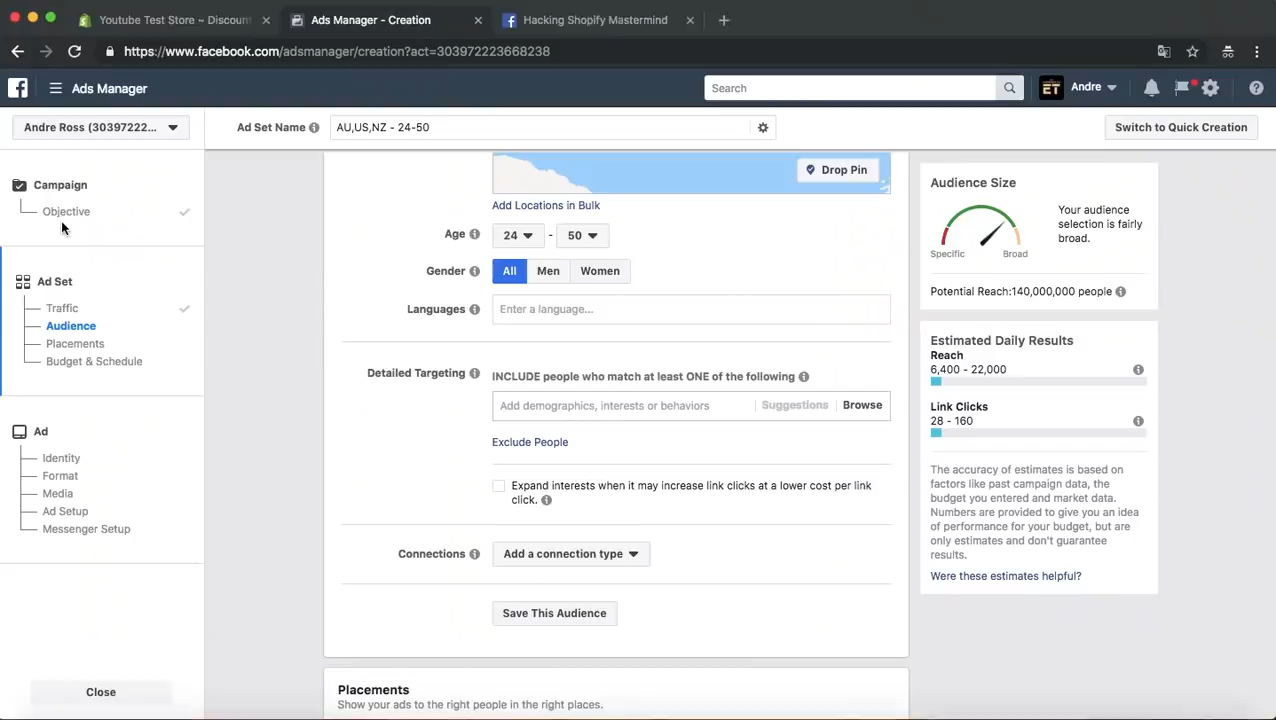 Youtube Test Store ~ Discount
Ads Manager - Creation
Hacking Shopify Mastermind
https://www.facebook.com/adsmanager/creation?act=303972223668238
Ads Manager
Search
ET
Andre
Andre Ross (30397222...
Ad Set Name
AU,US,NZ - 24-50
Switch to Quick Creation
Campaign
Objective
Ad Set
Traffic
Audience
Placements
Budget & Schedule
Ad
Identity
Format
Media
Ad Setup
Messenger Setup
Close
Drop Pin
Add Locations in Bulk
Age
24 - 50
Gender
All Men Women
Languages
Enter a language...
Detailed Targeting
INCLUDE people who match at least ONE of the following
Add demographics, interests or behaviors
Suggestions
Browse
Exclude People
Expand interests when it may increase link clicks at a lower cost per link
click.
Connections
Add a connection type
Save This Audience
Placements
Show your ads to the right people in the right places.
Audience Size
Specific
Broad
Your audience
selection is fairly
broad.
Potential Reach:140,000,000 people
Estimated Daily Results
Reach
6,400 - 22,000
Link Clicks
28 - 160
The accuracy of estimates is based on
factors like past campaign data, the
budget you entered and market data.
Numbers are provided to give you an idea
of performance for your budget, but are
only estimates and don't guarantee
results.
Were these estimates helpful?